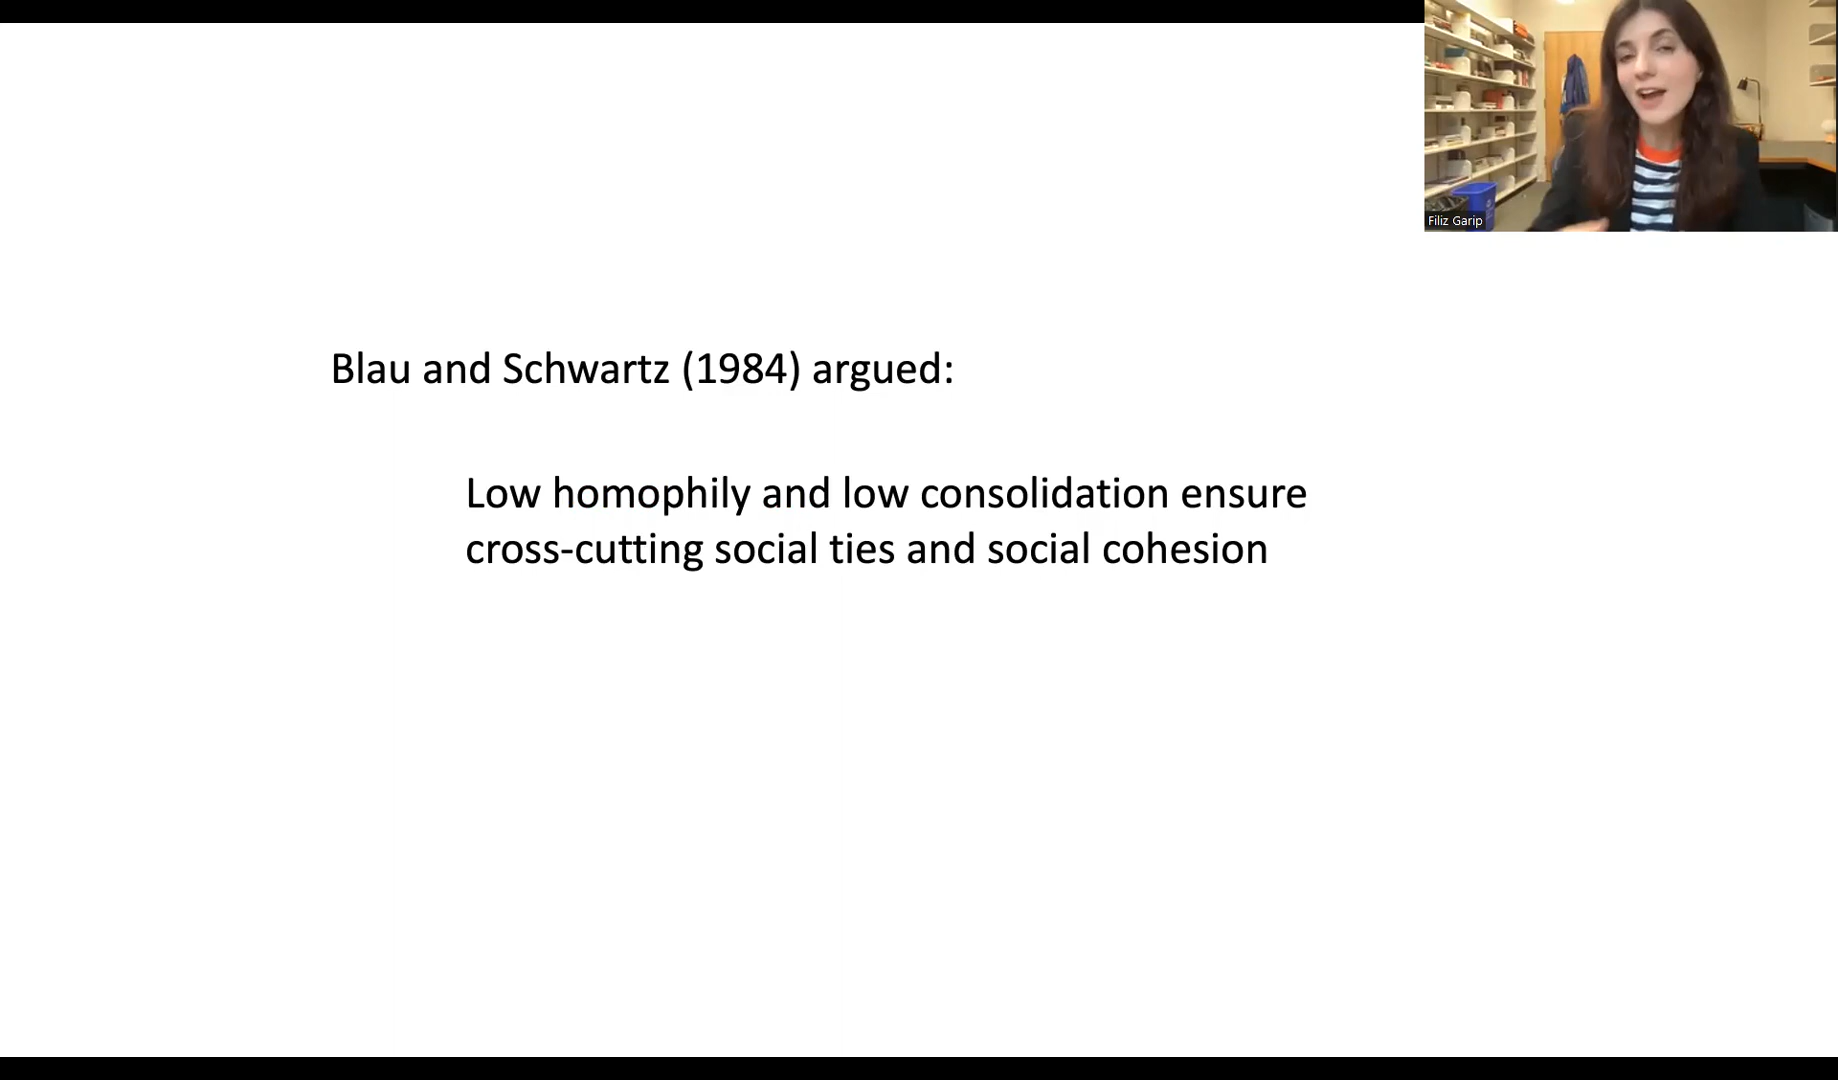 Filiz Garip
Blau and Schwartz (1984) argued:
Low homophily and low consolidation ensure
cross-cutting social ties and social cohesion